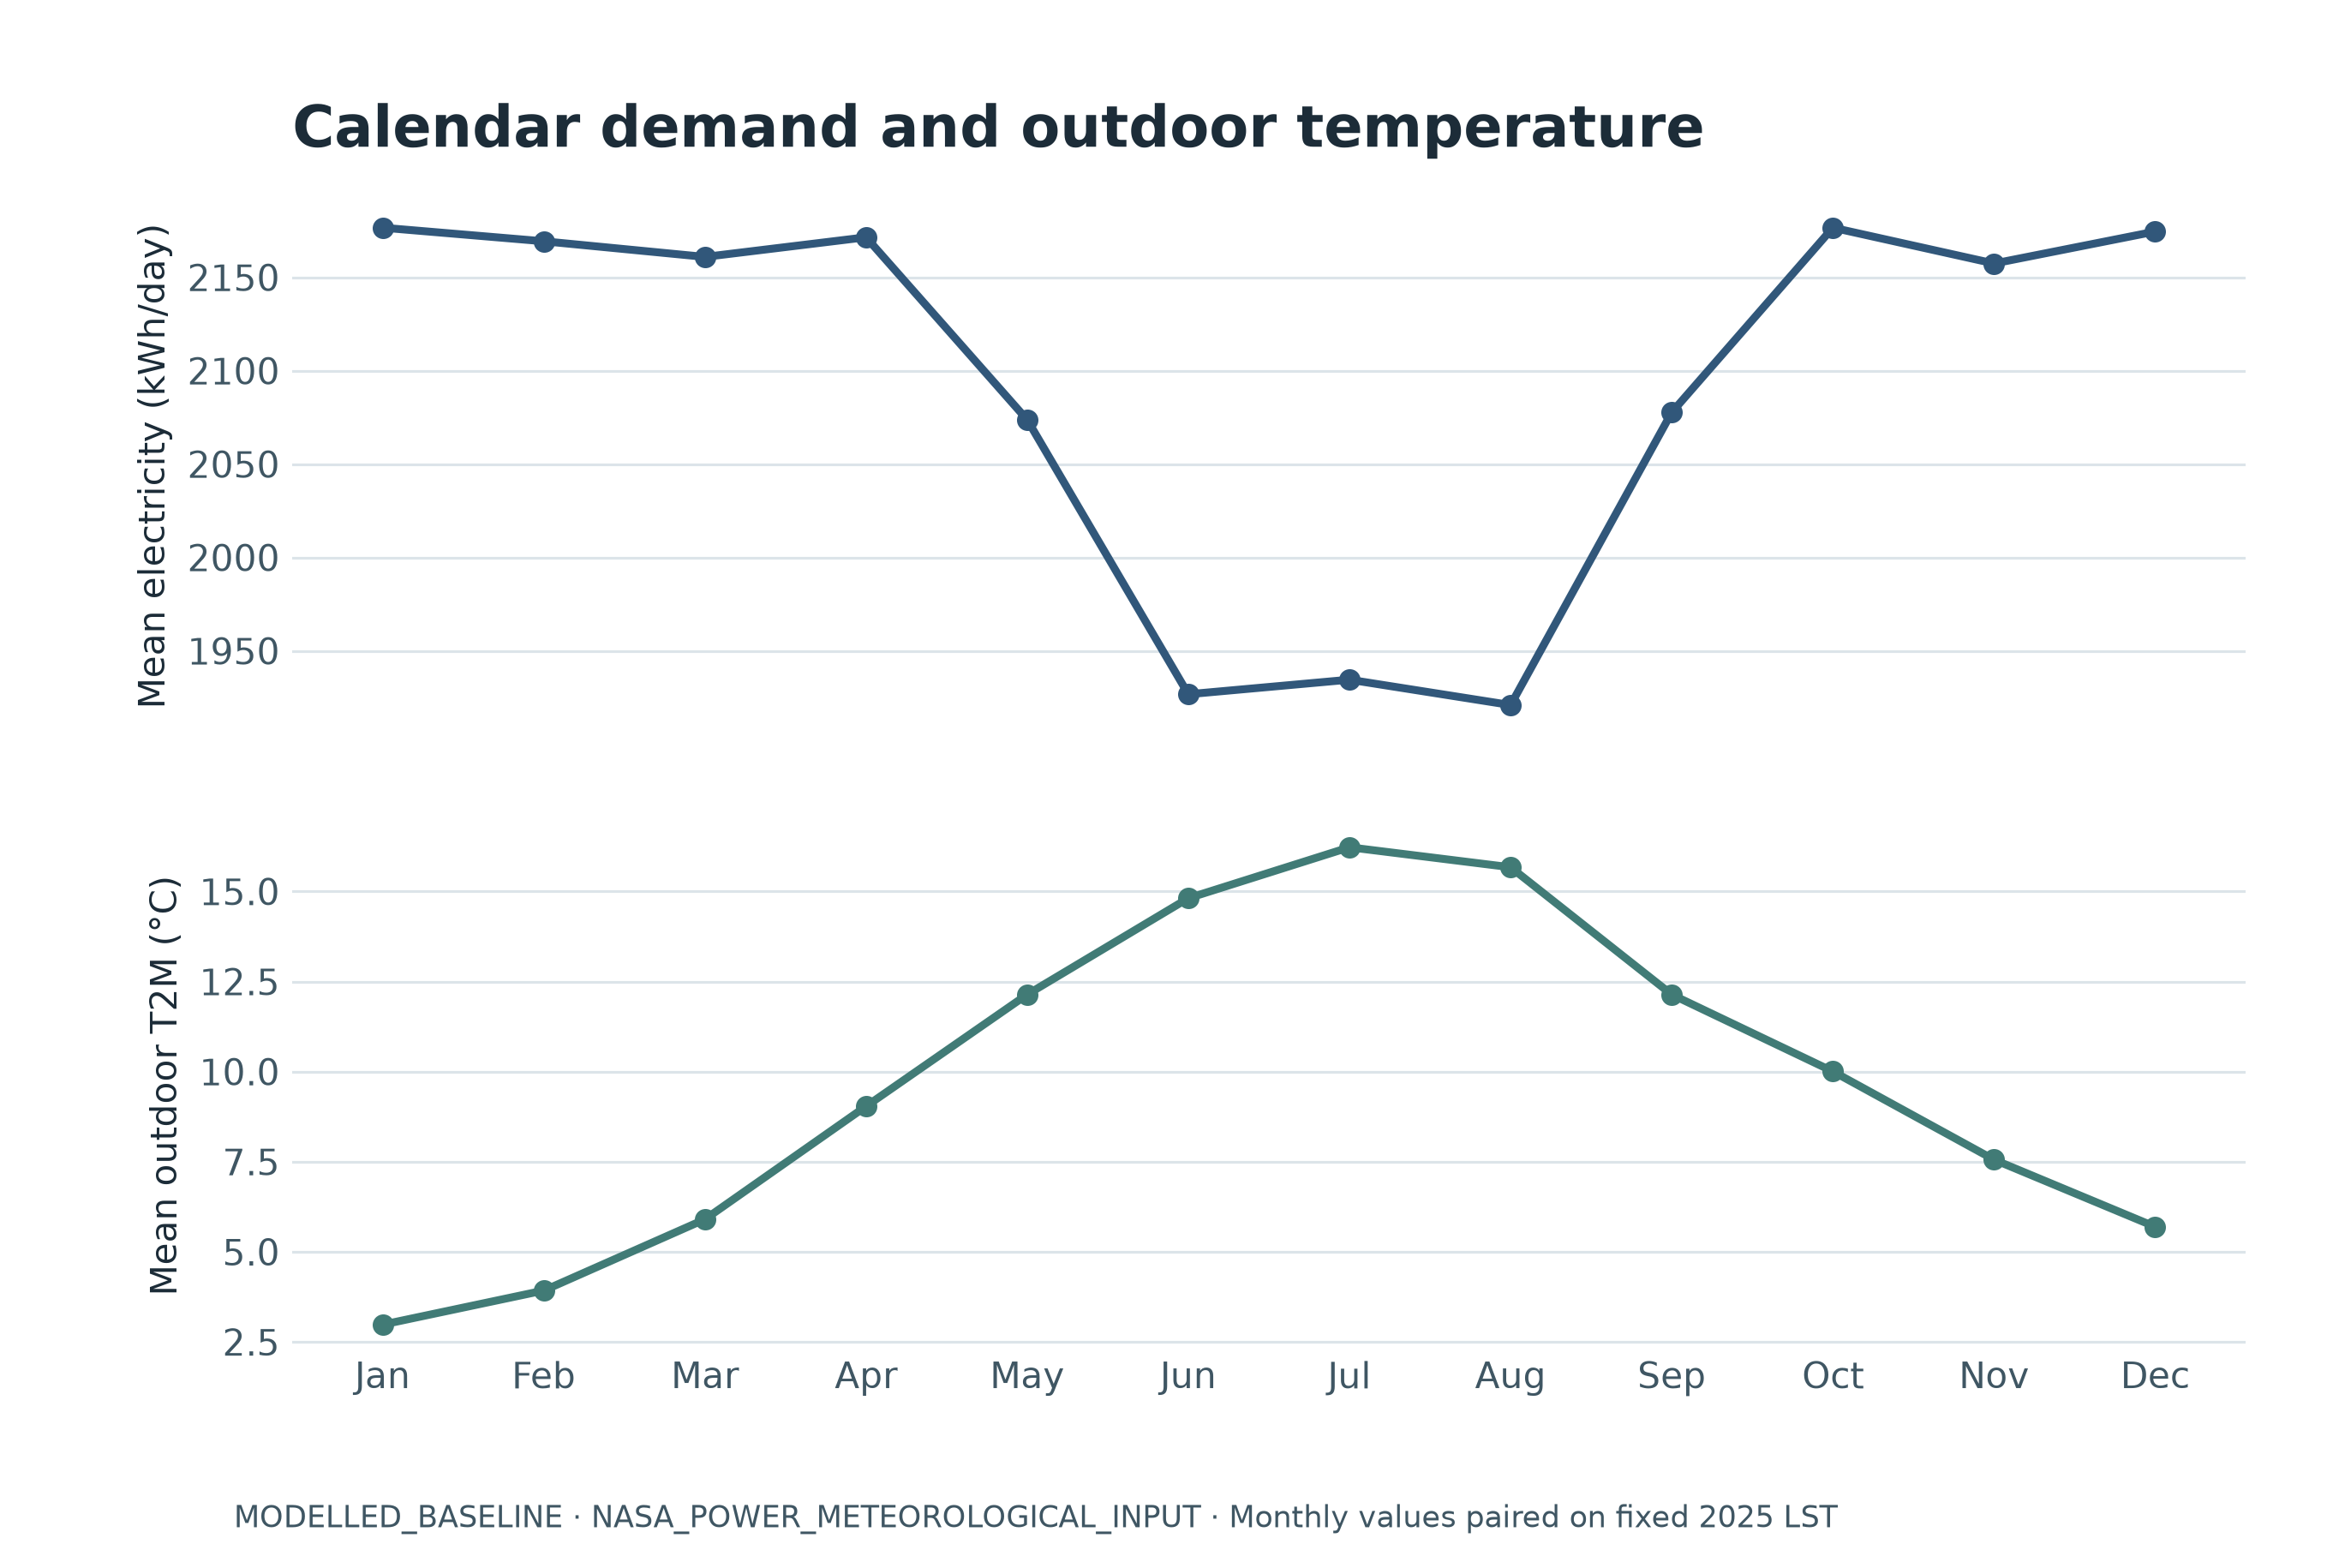 Calendar demand and outdoor temperature
Mean electricity (kWh/day)
2150
2100
2050
2000
1950
Mean outdoor T2M (°C)
15.0
12.5
10.0
7.5
5.0
2.5
Jan Feb Mar Apr May Jun Jul Aug Sep Oct Nov Dec
MODELLED_BASELINE · NASA_POWER_METEOROLOGICAL_INPUT · Monthly values paired on fixed 2025 LST